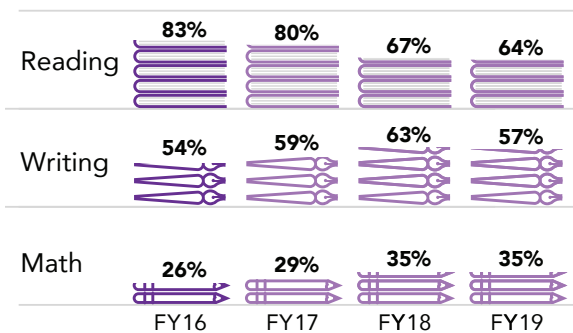 83% 80% 67% 64%
Reading
54% 59% 63% 57%
Writing
26% 29% 35% 35%
Math
FY16 FY17 FY18 FY19